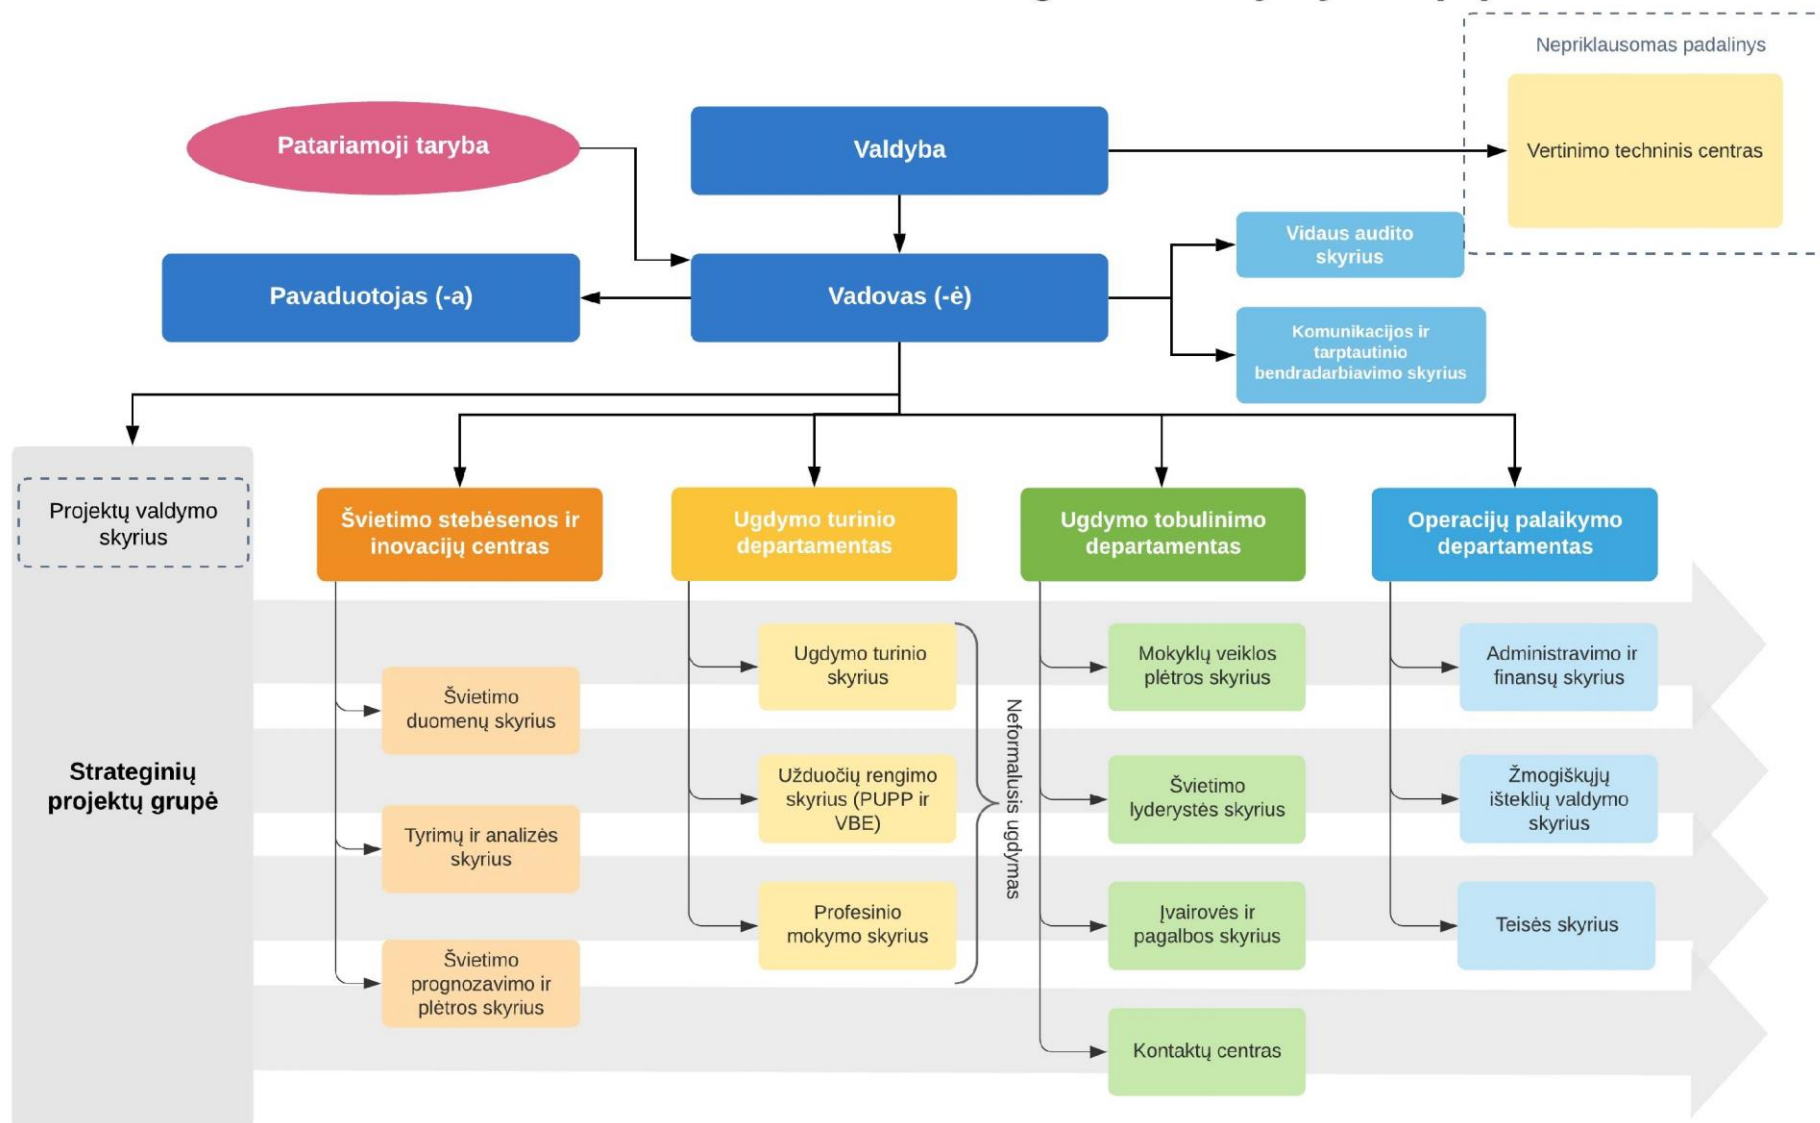 Nepriklausomas padalinys
Patariamoji taryba
Valdyba
Vertinimo techninis centras
Vidaus audito
skyrius
Pavaduotojas (-a)
Vadovas (-ė)
Komunikacijos ir
tarptautinio
bendradarbiavimo skyrius
Projektų valdymo
skyrius
Strateginių
projektų grupė
Švietimo stebėsenos ir
inovacijų centras
Švietimo
duomenų skyrius
Tyrimų ir analizės
skyrius
Švietimo
prognozavimo ir
plėtros skyrius
Ugdymo turinio
departamentas
Ugdymo turinio
skyrius
Užduočių rengimo
skyrius (PUPP ir
VBE)
Profesinio
mokymo skyrius
Neformalusis ugdymas
Ugdymo tobulinimo
departamentas
Mokyklų veiklos
plėtros skyrius
Švietimo
lyderystės skyrius
Įvairovės ir
pagalbos skyrius
Kontaktų centras
Operacijų palaikymo
departamentas
Administravimo ir
finansų skyrius
Žmogiškųjų
išteklių valdymo
skyrius
Teisės skyrius